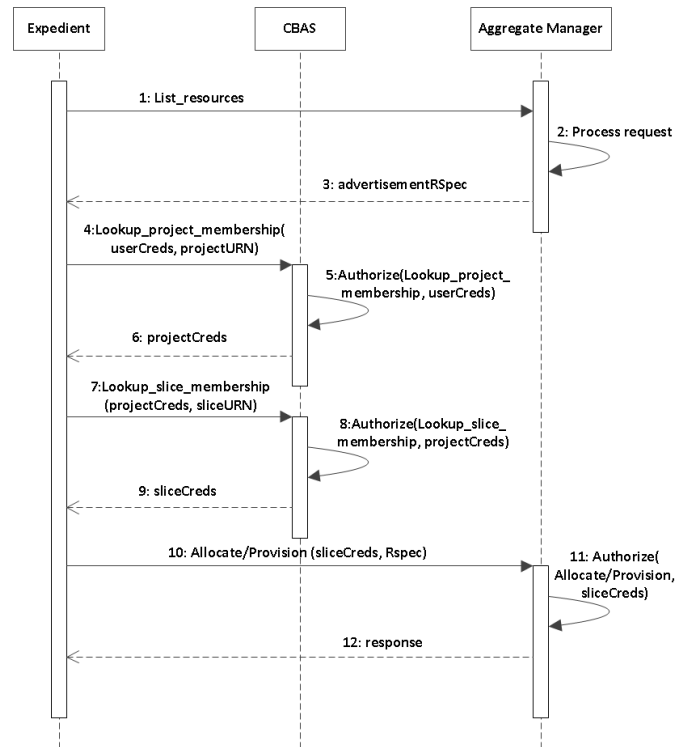 Expedient
CBAS
Aggregate Manager
1: List_resources
2: Process request
3: advertisementRSpec
4:Lookup_project_membership(
userCreds, projectURN)
5:Authorize(Lookup_project_
membership, userCreds)
6: projectCreds
7:Lookup_slice_membership
(projectCreds, sliceURN)
8:Authorize(Lookup_slice_
membership, projectCreds)
9: sliceCreds
10: Allocate/Provision (sliceCreds, Rspec)
11: Authorize(
Allocate/Provision,
sliceCreds)
12: response